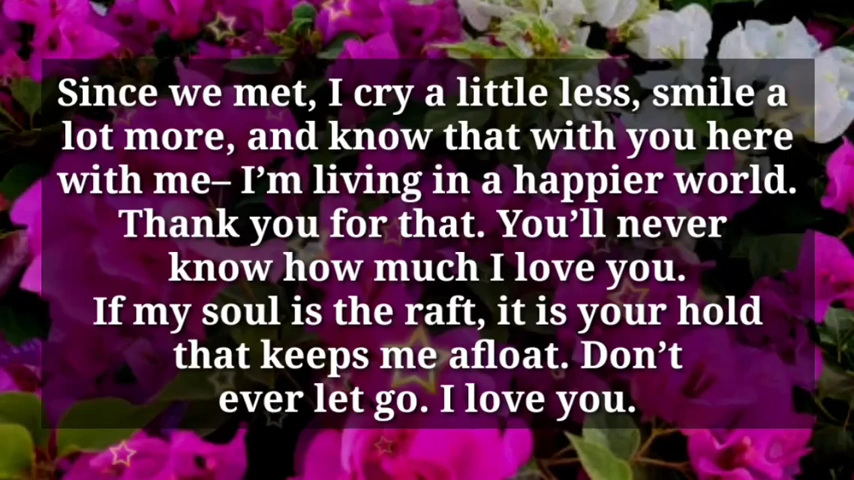 Since we met, I cry a little less, smile a
lot more, and know that with you here
with me– I’m living in a happier world.
Thank you for that. You’ll never
know how much I love you.
If my soul is the raft, it is your hold
that keeps me afloat. Don’t
ever let go. I love you.